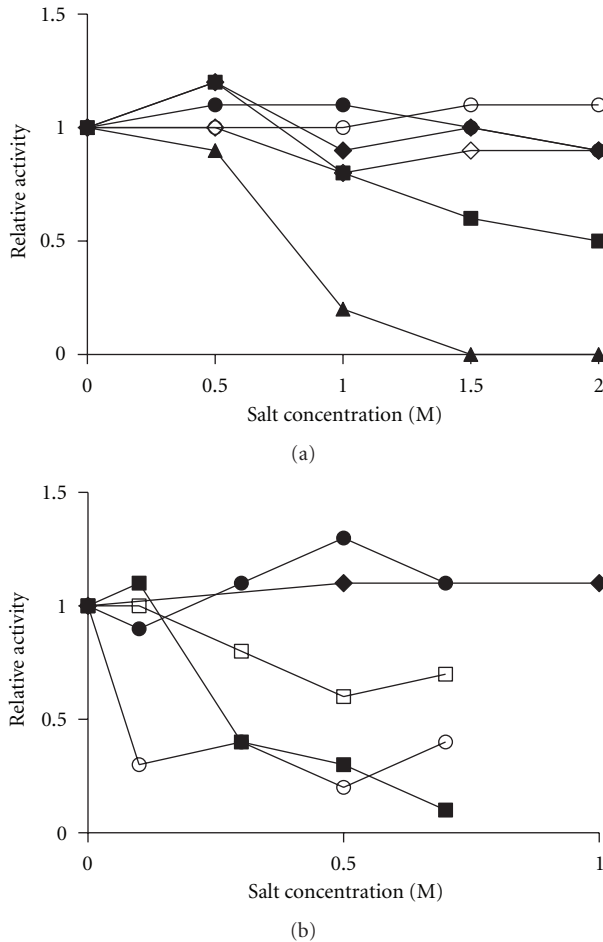 1.5
1
0.5
0
Relative activity
0 0.5 1 1.5 2
Salt concentration (M)
(a)
1.5
1
0.5
0
Relative activity
0 0.5 1
Salt concentration (M)
(b)